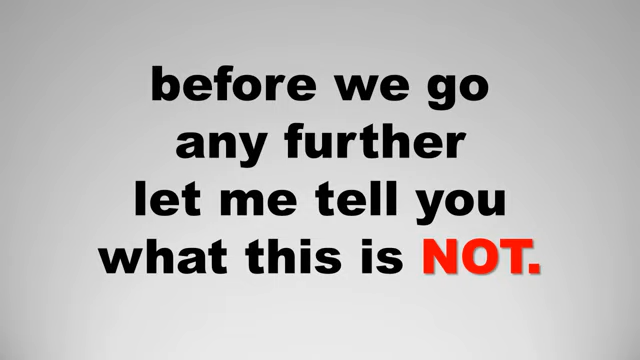 before we go
any further
let me tell you
what this is NOT.